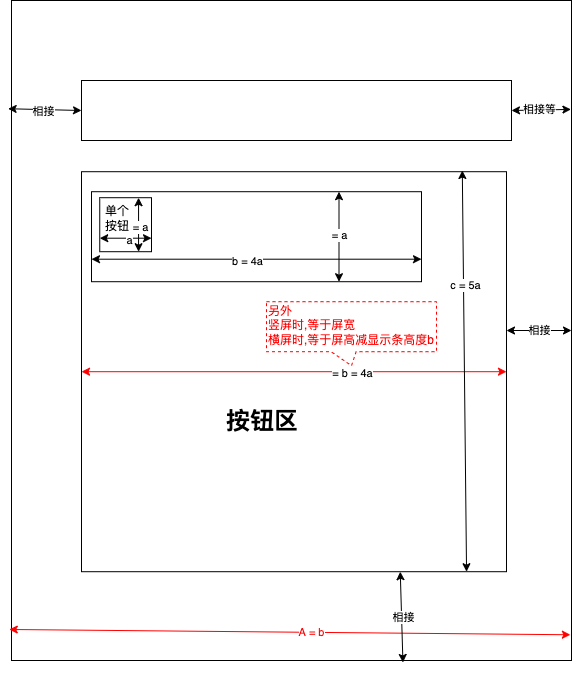 相接
相接等
单个
按钮
= a
a
= a
b = 4a
c = 5a
另外
竖屏时,等于屏宽
横屏时,等于屏高减显示条高度b
相接
= b = 4a
按钮区
相接
A = b